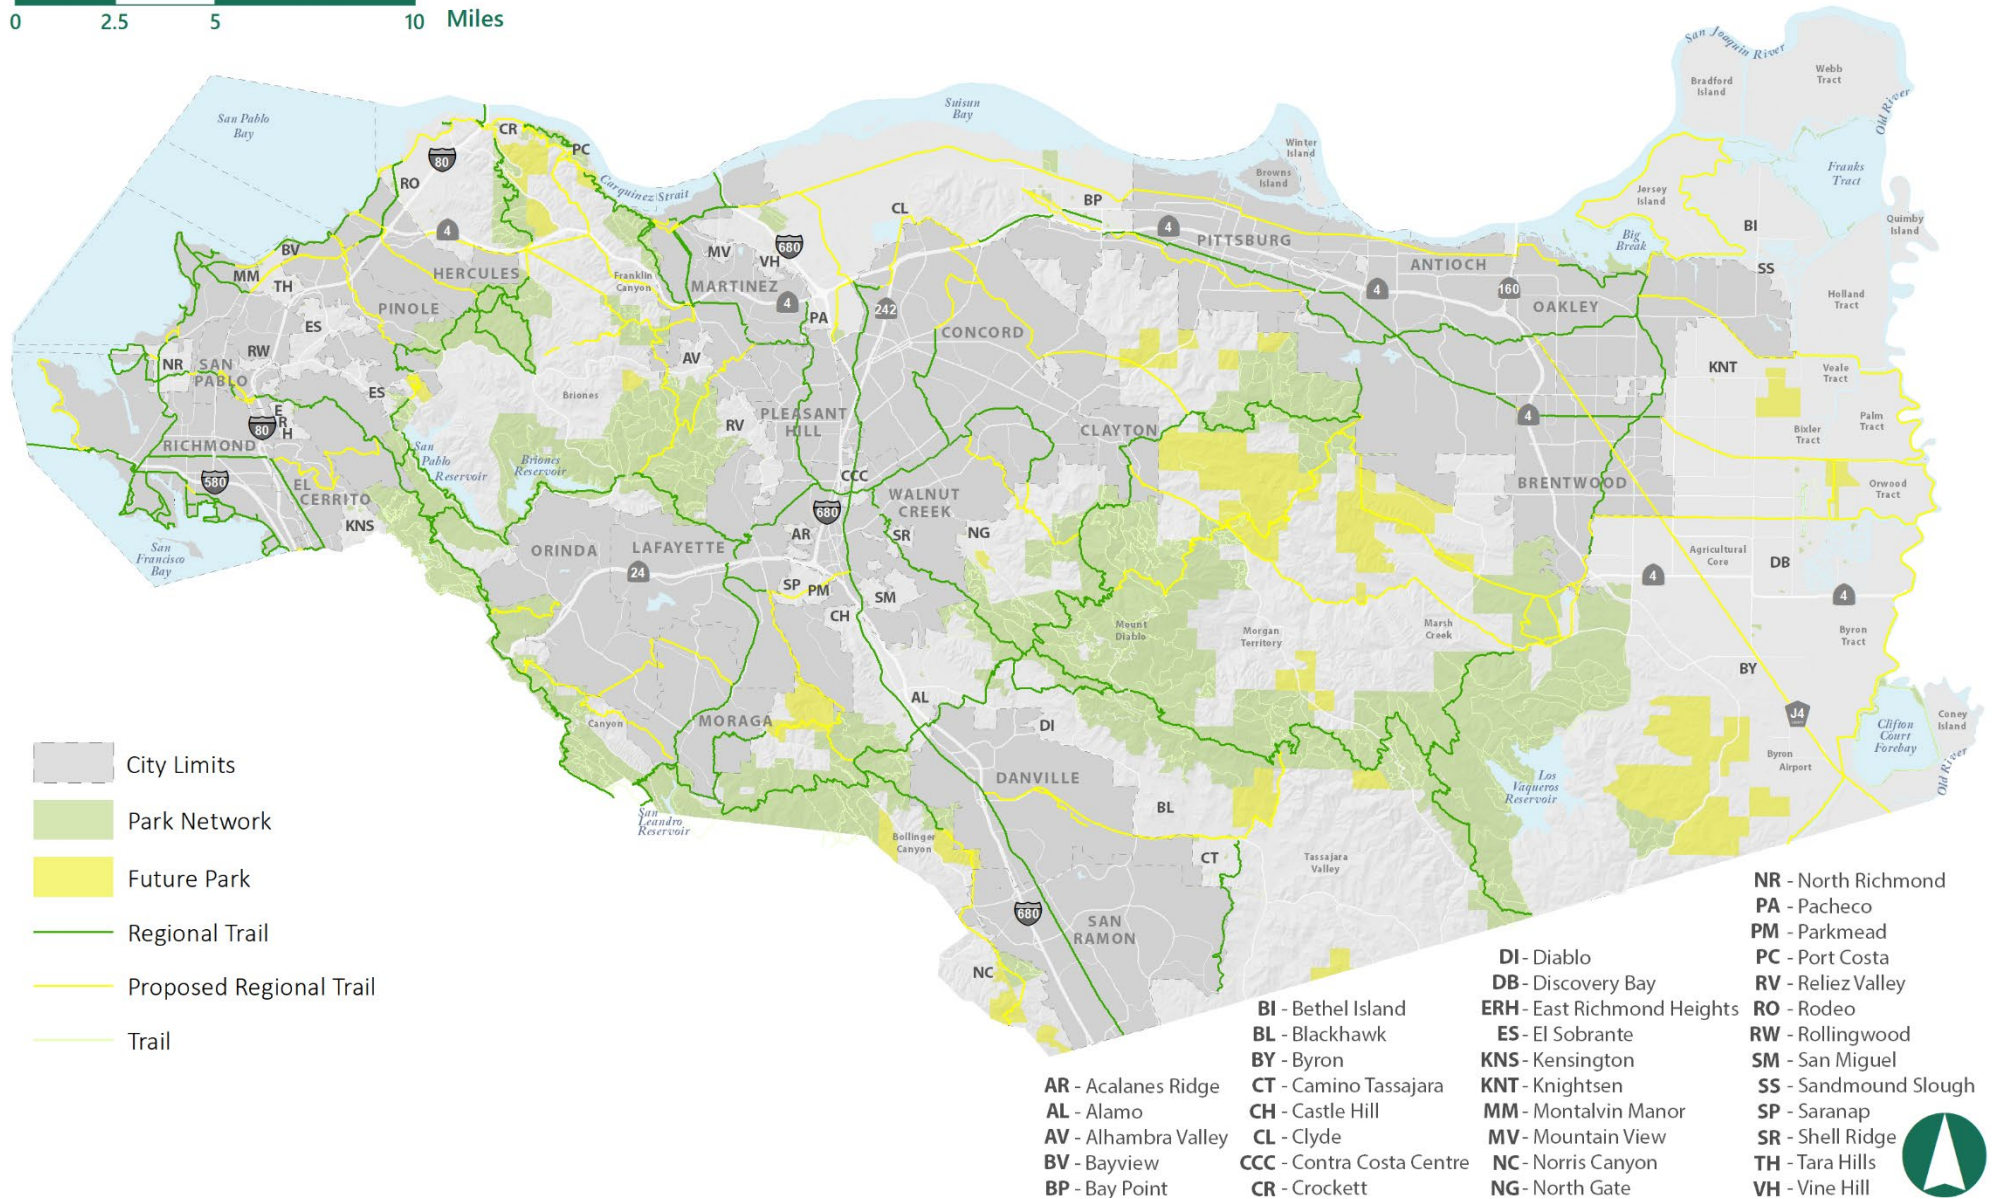 0 2.5 5 10 Miles
San Joaquin River
Bradford
Island
Webb
Tract
Old River
Suisun
Bay
San Pablo
Bay
CR
PC
80
RO
Carquinez Strait
Winter
Island
Browns
Island
Franks
Tract
Jersey
Island
Quimby
Island
BI
Big
Break
SS
CL
BP
4
PITTSBURG
4
BV
MM
TH
HERCULES
Franklin
Canyon
MV
VH
680
MARTINEZ
4
PA
242
ANTIOCH
4
160
OAKLEY
Holland
Tract
PINOLE
ES
RW
NR
SAN
PABLO
ES
AV
CONCORD
KNT
Veale
Tract
Briones
E
R
H
80
RICHMOND
PLEASANT
HILL
RV
CLAYTON
4
Bixler
Tract
Palm
Tract
San
Pablo
Reservoir
Briones
Reservoir
580
EL
CERRITO
KNS
CCC
WALNUT
CREEK
680
BRENTWOOD
Orwood
Tract
San
Francisco
Bay
ORINDA
LAFAYETTE
24
AR
SR
NG
Agricultural
Core
DB
4
4
SP
PM
SM
CH
Mount
Diablo
Morgan
Territory
Marsh
Creek
Byron
Tract
BY
AL
DI
Canyon
MORAGA
J4
Clifton
Court
Forebay
Coney
Island
Old River
Byron
Airport
DANVILLE
BL
Los
Vaqueros
Reservoir
San
Leandro
Reservoir
Bollinger
Canyon
CT
Tassajara
Valley
680
SAN
RAMON
NC
City Limits
Park Network
Future Park
Regional Trail
Proposed Regional Trail
Trail
AR - Acalanes Ridge
AL - Alamo
AV - Alhambra Valley
BV - Bayview
BP - Bay Point
BI - Bethel Island
BL - Blackhawk
BY - Byron
CT - Camino Tassajara
CH - Castle Hill
CL - Clyde
CCC - Contra Costa Centre
CR - Crockett
DI - Diablo
DB - Discovery Bay
ERH - East Richmond Heights
ES - El Sobrante
KNS - Kensington
KNT - Knightsen
MM - Montalvin Manor
MV - Mountain View
NC - Norris Canyon
NG - North Gate
NR - North Richmond
PA - Pacheco
PM - Parkmead
PC - Port Costa
RV - Reliez Valley
RO - Rodeo
RW - Rollingwood
SM - San Miguel
SS - Sandmound Slough
SP - Saranap
SR - Shell Ridge
TH - Tara Hills
VH - Vine Hill